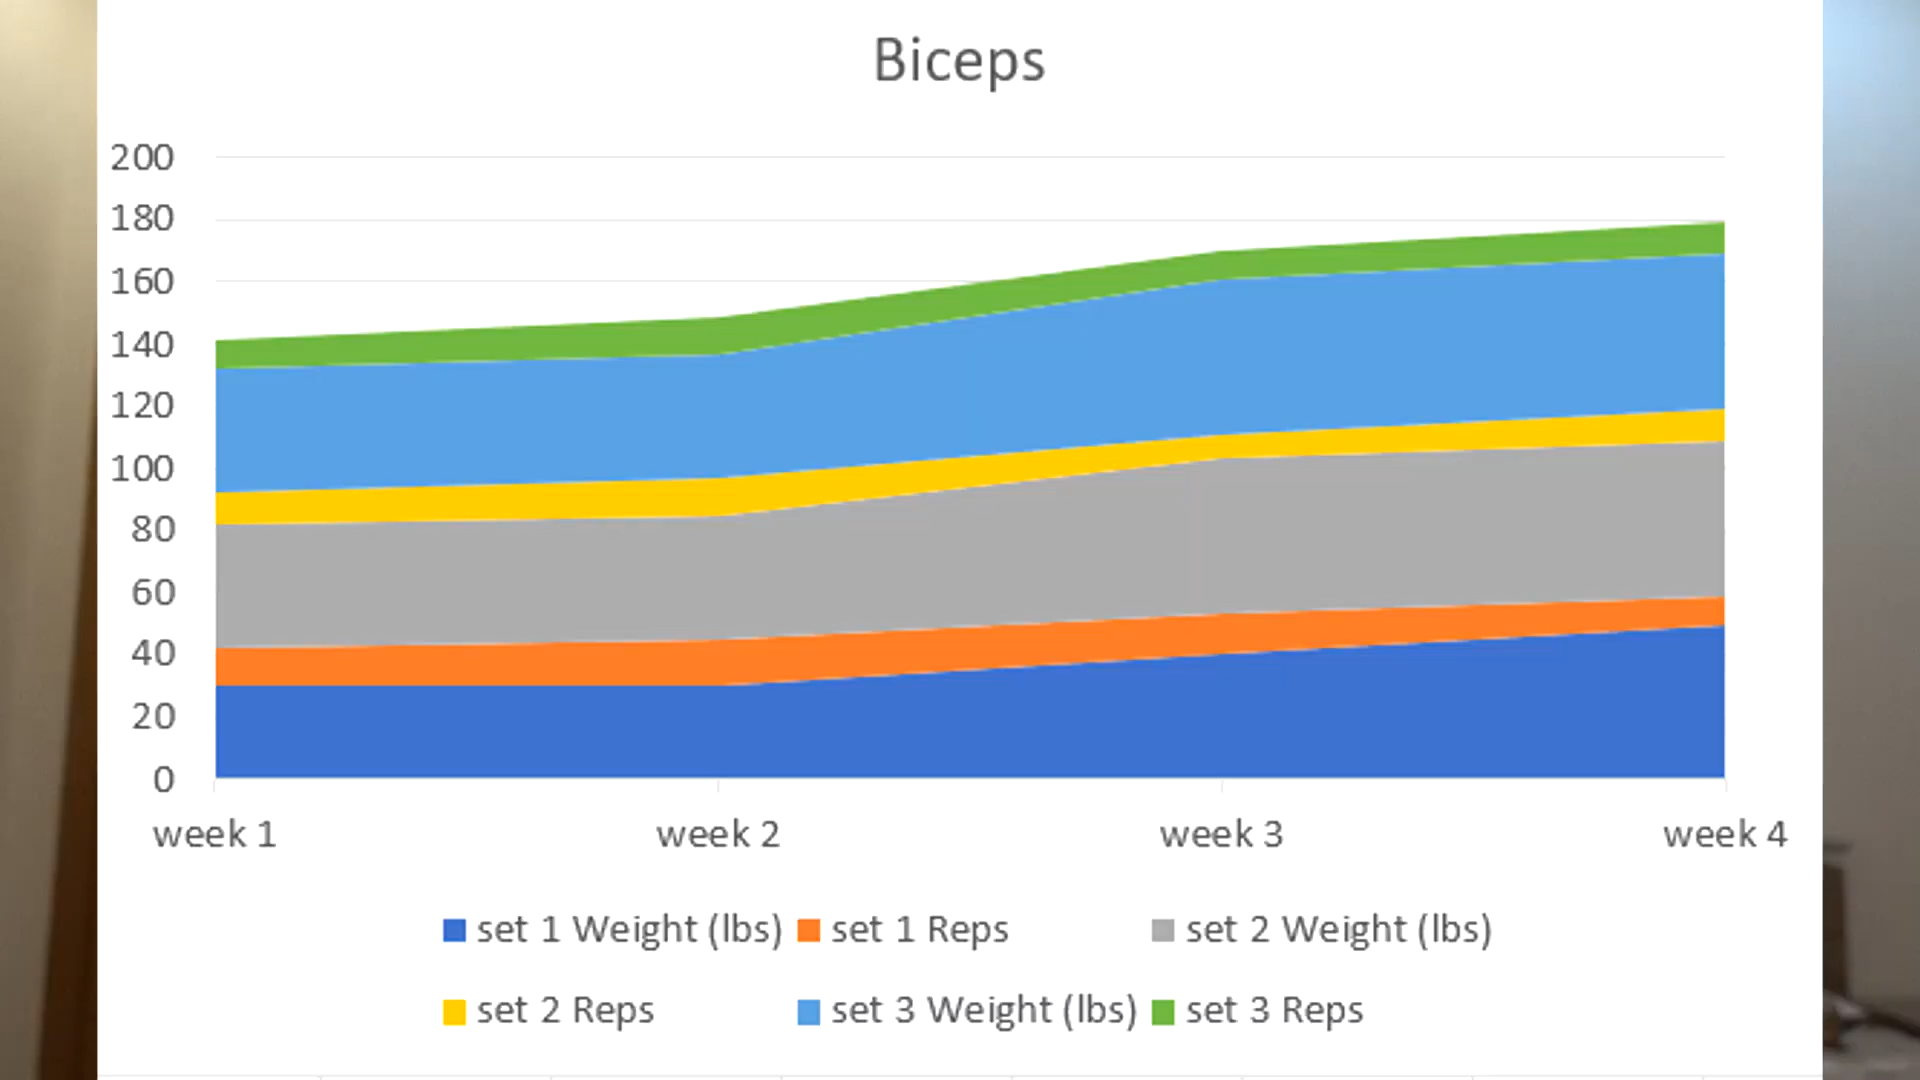 Biceps
200
180
160
140
120
100
80
60
40
20
0
week 1 week 2 week 3 week 4
set 1 Weight (lbs) set 1 Reps set 2 Weight (lbs)
set 2 Reps set 3 Weight (lbs) set 3 Reps